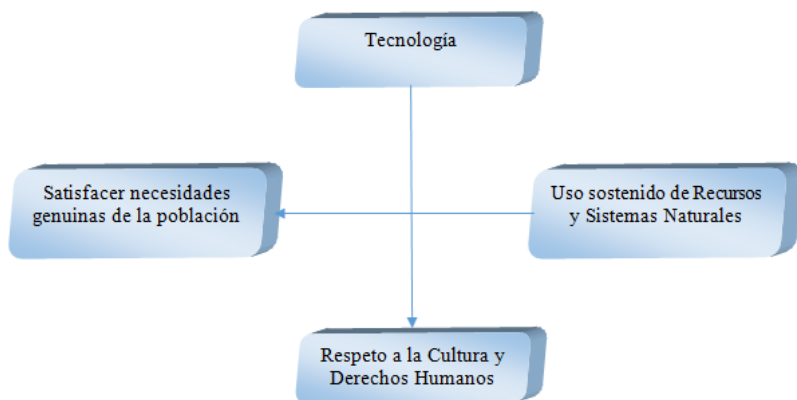 Tecnología
Satisfacer necesidades
genuinas de la población
Uso sostenido de Recursos
y Sistemas Naturales
Respeto a la Cultura y
Derechos Humanos